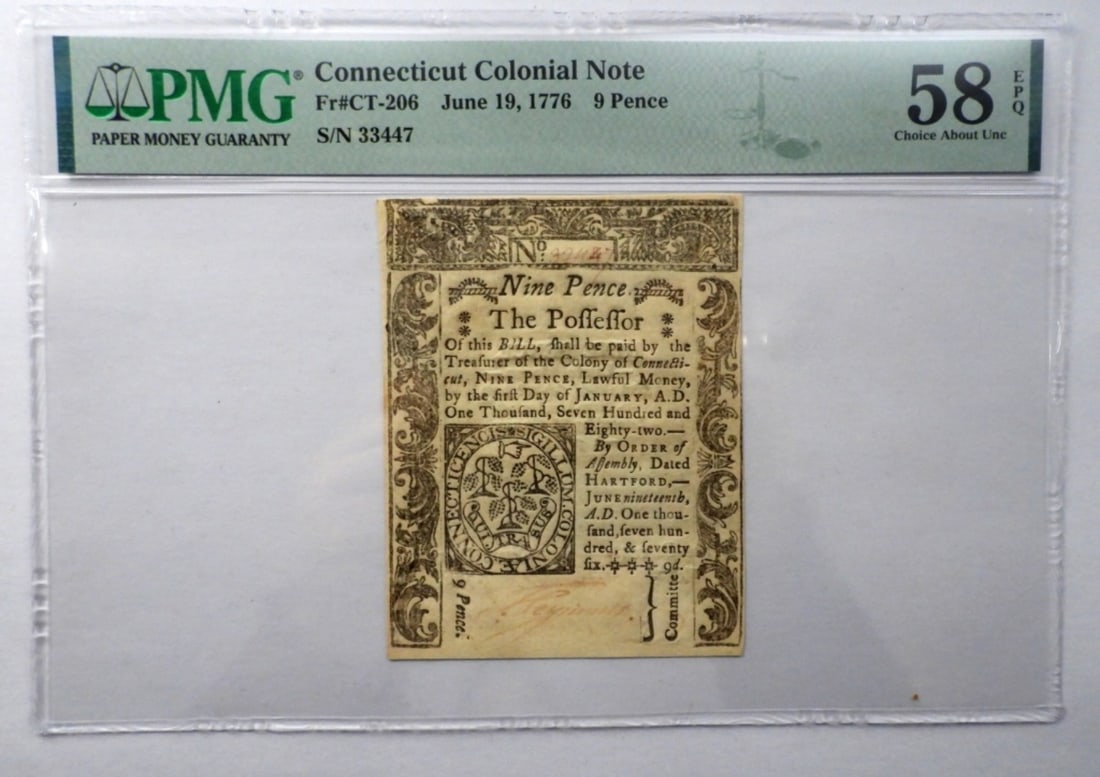 PMG®
PAPER MONEY GUARANTY
Connecticut Colonial Note
Fr#CT-206 June 19, 1776 9 Pence
S/N 33447
58 EPQ
Choice About Unc
No.
Nine Pence.
The Poſſeſſor
Of this BILL, ſhall be paid by the
Treaſurer of the Colony of Connecti-
cut, NINE PENCE, Lawful Money,
by the firſt Day of JANUARY, A.D.
One Thouſand, Seven Hundred and
Eighty-two.—
By ORDER of
Aſſembly, Dated
HARTFORD,—
JUNE nineteenth,
A.D. One thou-
ſand, ſeven hun-
dred, & ſeventy
ſix. 9d.
SIGILLUM. COLONIÆ CONNECTICENCIS
QUI TRA SUS
9 Pence.
Committe